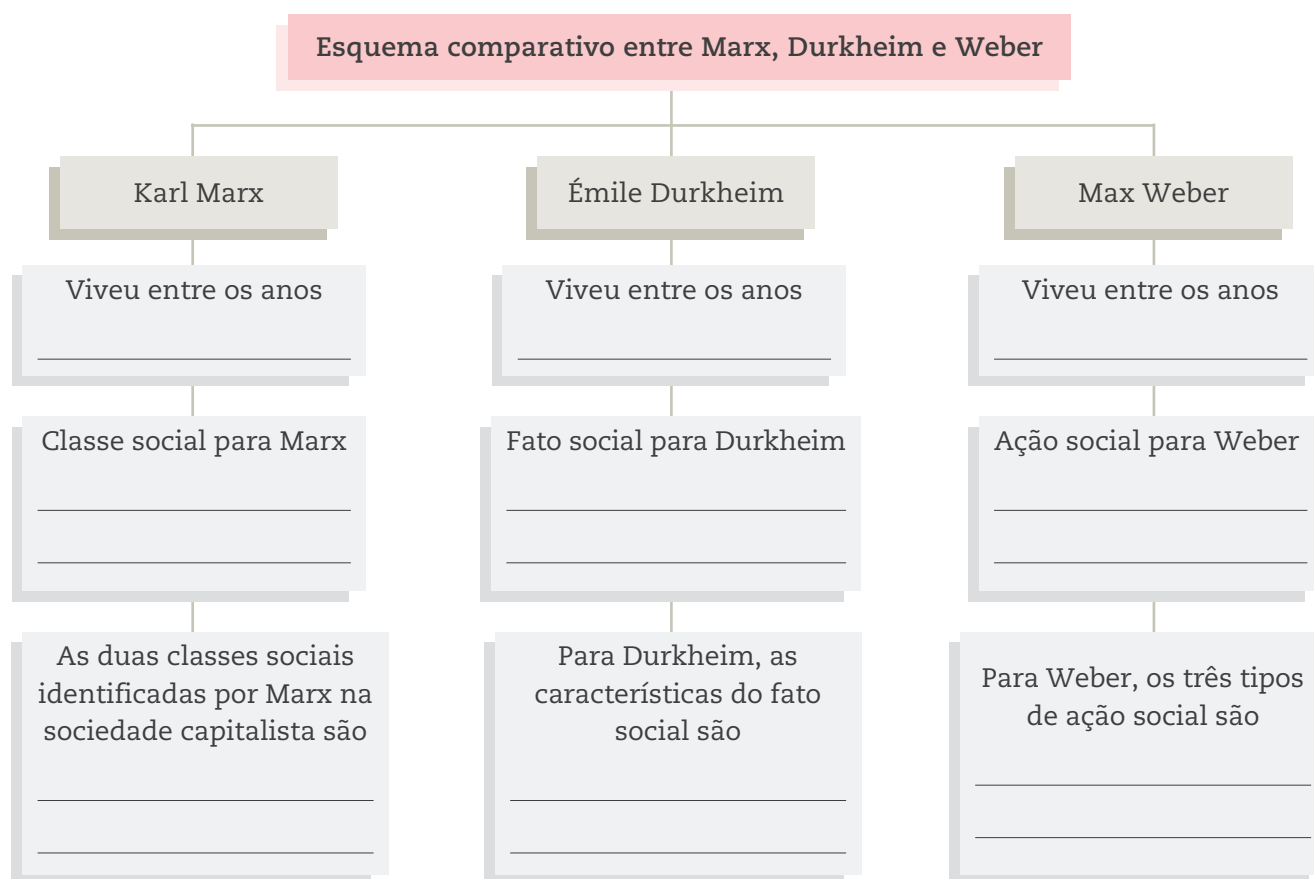 Esquema comparativo entre Marx, Durkheim e Weber
Karl Marx
Viveu entre os anos
Classe social para Marx
As duas classes sociais
identificadas por Marx na
sociedade capitalista são
Émile Durkheim
Viveu entre os anos
Fato social para Durkheim
Para Durkheim, as
características do fato
social são
Max Weber
Viveu entre os anos
Ação social para Weber
Para Weber, os três tipos
de ação social são